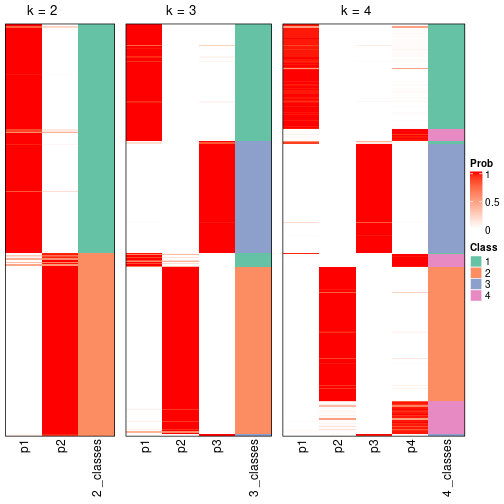 k = 2
k = 3
k = 4
Prob
1
0.5
0
Class
1
2
3
4
p1
p2
2_classes
p1
p2
p3
3_classes
p1
p2
p3
p4
4_classes